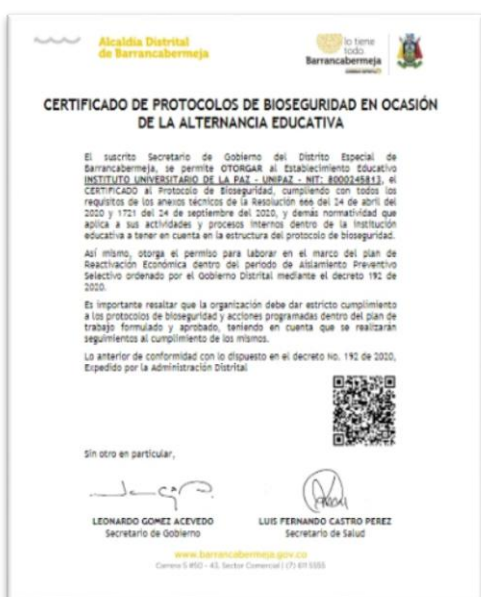 Alcaldía Distrital
de Barrancabermeja
lo tiene
todo.
Barrancabermeja
CERTIFICADO DE PROTOCOLOS DE BIOSEGURIDAD EN OCASIÓN
DE LA ALTERNANCIA EDUCATIVA
El suscrito Secretario de Gobierno del Distrito Especial de
Barrancabermeja, se permite OTORGAR al Establecimiento Educativo
INSTITUTO UNIVERSITARIO DE LA PAZ - UNIPAZ - NIT: 8000245813, el
CERTIFICADO al Protocolo de Bioseguridad, cumpliendo con todos los
requisitos de los anexos técnicos de la Resolución 666 del 24 de abril del
2020 y 1721 del 24 de septiembre del 2020, y demás normatividad que
aplica a sus actividades y procesos internos dentro de la institución
educativa a tener en cuenta en la estructura del protocolo de bioseguridad.
Así mismo, otorga el permiso para laborar en el marco del plan de
Reactivación Económica dentro del periodo de Aislamiento Preventivo
Selectivo ordenado por el Gobierno Distrital mediante el decreto 192 de
2020.
Es importante resaltar que la organización debe dar estricto cumplimiento
a los protocolos de bioseguridad y acciones programadas dentro del plan de
trabajo formulado y aprobado, teniendo en cuenta que se realizarán
seguimientos al cumplimiento de los mismos.
Lo anterior de conformidad con lo dispuesto en el decreto No. 192 de 2020,
Expedido por la Administración Distrital
Sin otro en particular,
LEONARDO GOMEZ ACEVEDO
Secretario de Gobierno
LUIS FERNANDO CASTRO PEREZ
Secretario de Salud
www.barrancabermeja.gov.co
Carrera 5 #50 - 43, Sector Comercial | (7) 611 5555